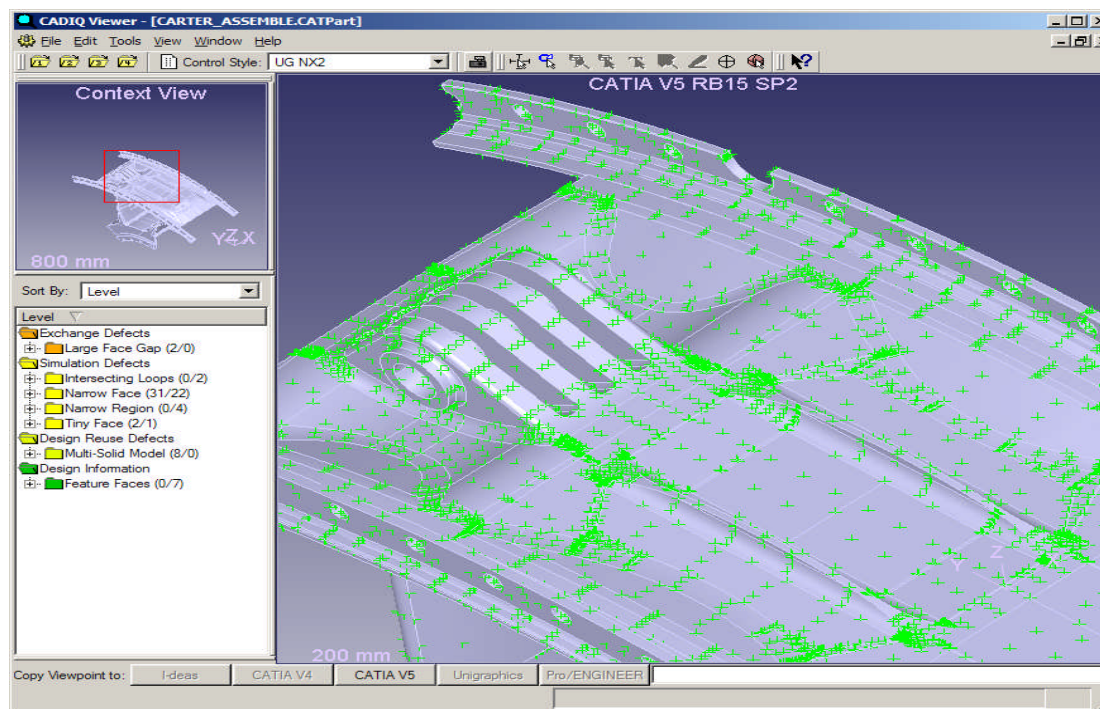 CADIQ Viewer - [CARTER_ASSEMBLE.CATPart]
File Edit Tools View Window Help
1 2 3 4 Control Style: UG NX2
Context View
Y Z X
800 mm
CATIA V5 RB15 SP2
Sort By: Level
Level
Exchange Defects
Large Face Gap (2/0)
Simulation Defects
Intersecting Loops (0/2)
Narrow Face (31/22)
Narrow Region (0/4)
Tiny Face (2/1)
Design Reuse Defects
Multi-Solid Model (8/0)
Design Information
Feature Faces (0/7)
Z
Y
200 mm
Copy Viewpoint to: I-deas CATIA V4 CATIA V5 Unigraphics Pro/ENGINEER